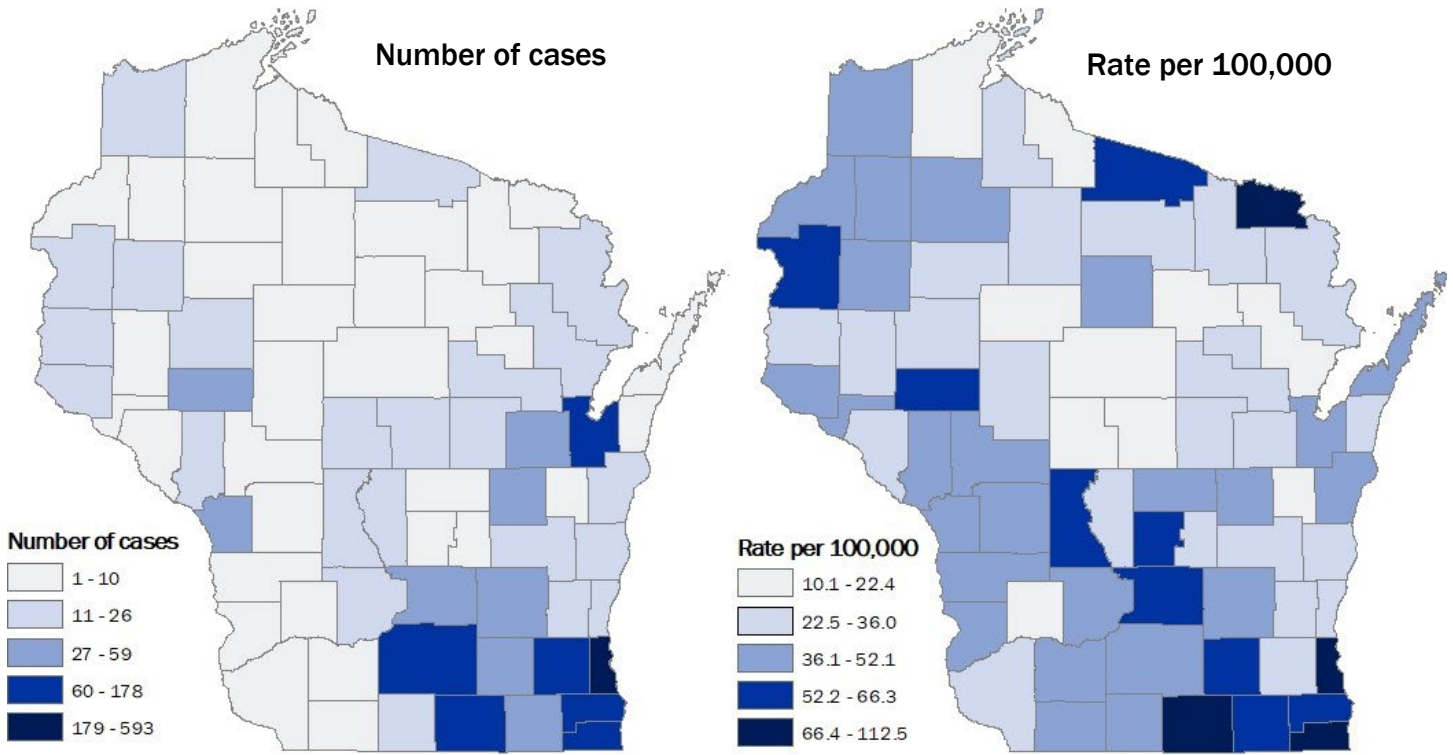 Number of cases
Rate per 100,000
Number of cases
1 - 10
11 - 26
27 - 59
60 - 178
179 - 593
Rate per 100,000
10.1 - 22.4
22.5 - 36.0
36.1 - 52.1
52.2 - 66.3
66.4 - 112.5